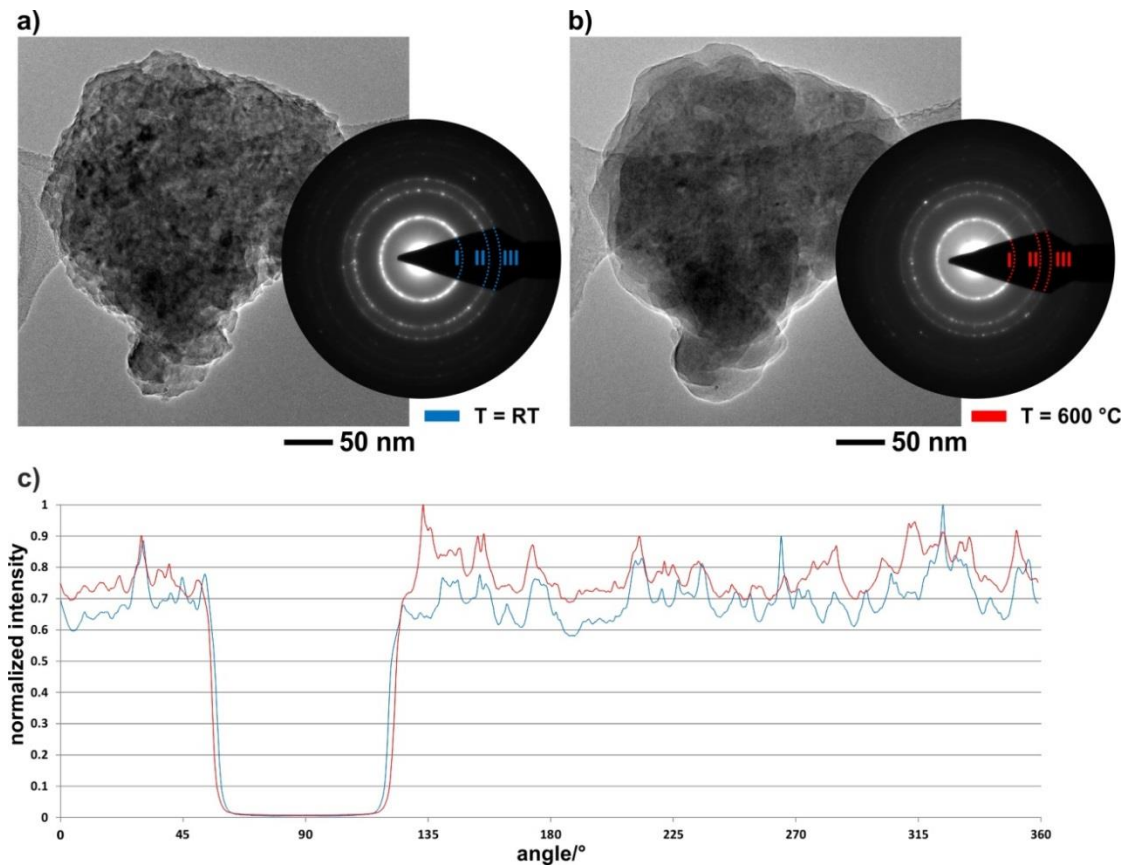 a)
b)
I II III
I II III
T = RT
T = 600 °C
50 nm
50 nm
c)
normalized intensity
1
0.9
0.8
0.7
0.6
0.5
0.4
0.3
0.2
0.1
0
0 45 90 135 180 225 270 315 360
angle/°